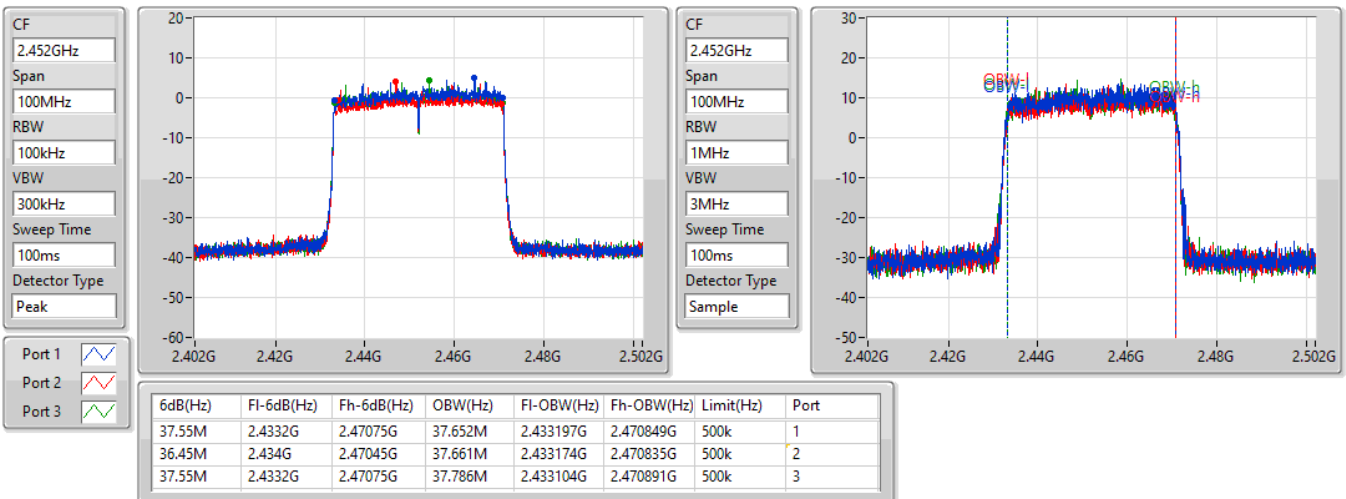 CF
2.452GHz
Span
100MHz
RBW
100kHz
VBW
300kHz
Sweep Time
100ms
Detector Type
Peak
20
10
0
-10
-20
-30
-40
-50
-60
2.402G 2.42G 2.44G 2.46G 2.48G 2.502G
CF
2.452GHz
Span
100MHz
RBW
1MHz
VBW
3MHz
Sweep Time
100ms
Detector Type
Sample
30
20
10
0
-10
-20
-30
-40
-50
OBW-l
OBW-h
2.402G 2.42G 2.44G 2.46G 2.48G 2.502G
Port 1
Port 2
Port 3
6dB(Hz) Fl-6dB(Hz) Fh-6dB(Hz) OBW(Hz) Fl-OBW(Hz) Fh-OBW(Hz) Limit(Hz) Port
37.55M 2.4332G 2.47075G 37.652M 2.433197G 2.470849G 500k 1
36.45M 2.434G 2.47045G 37.661M 2.433174G 2.470835G 500k 2
37.55M 2.4332G 2.47075G 37.786M 2.433104G 2.470891G 500k 3